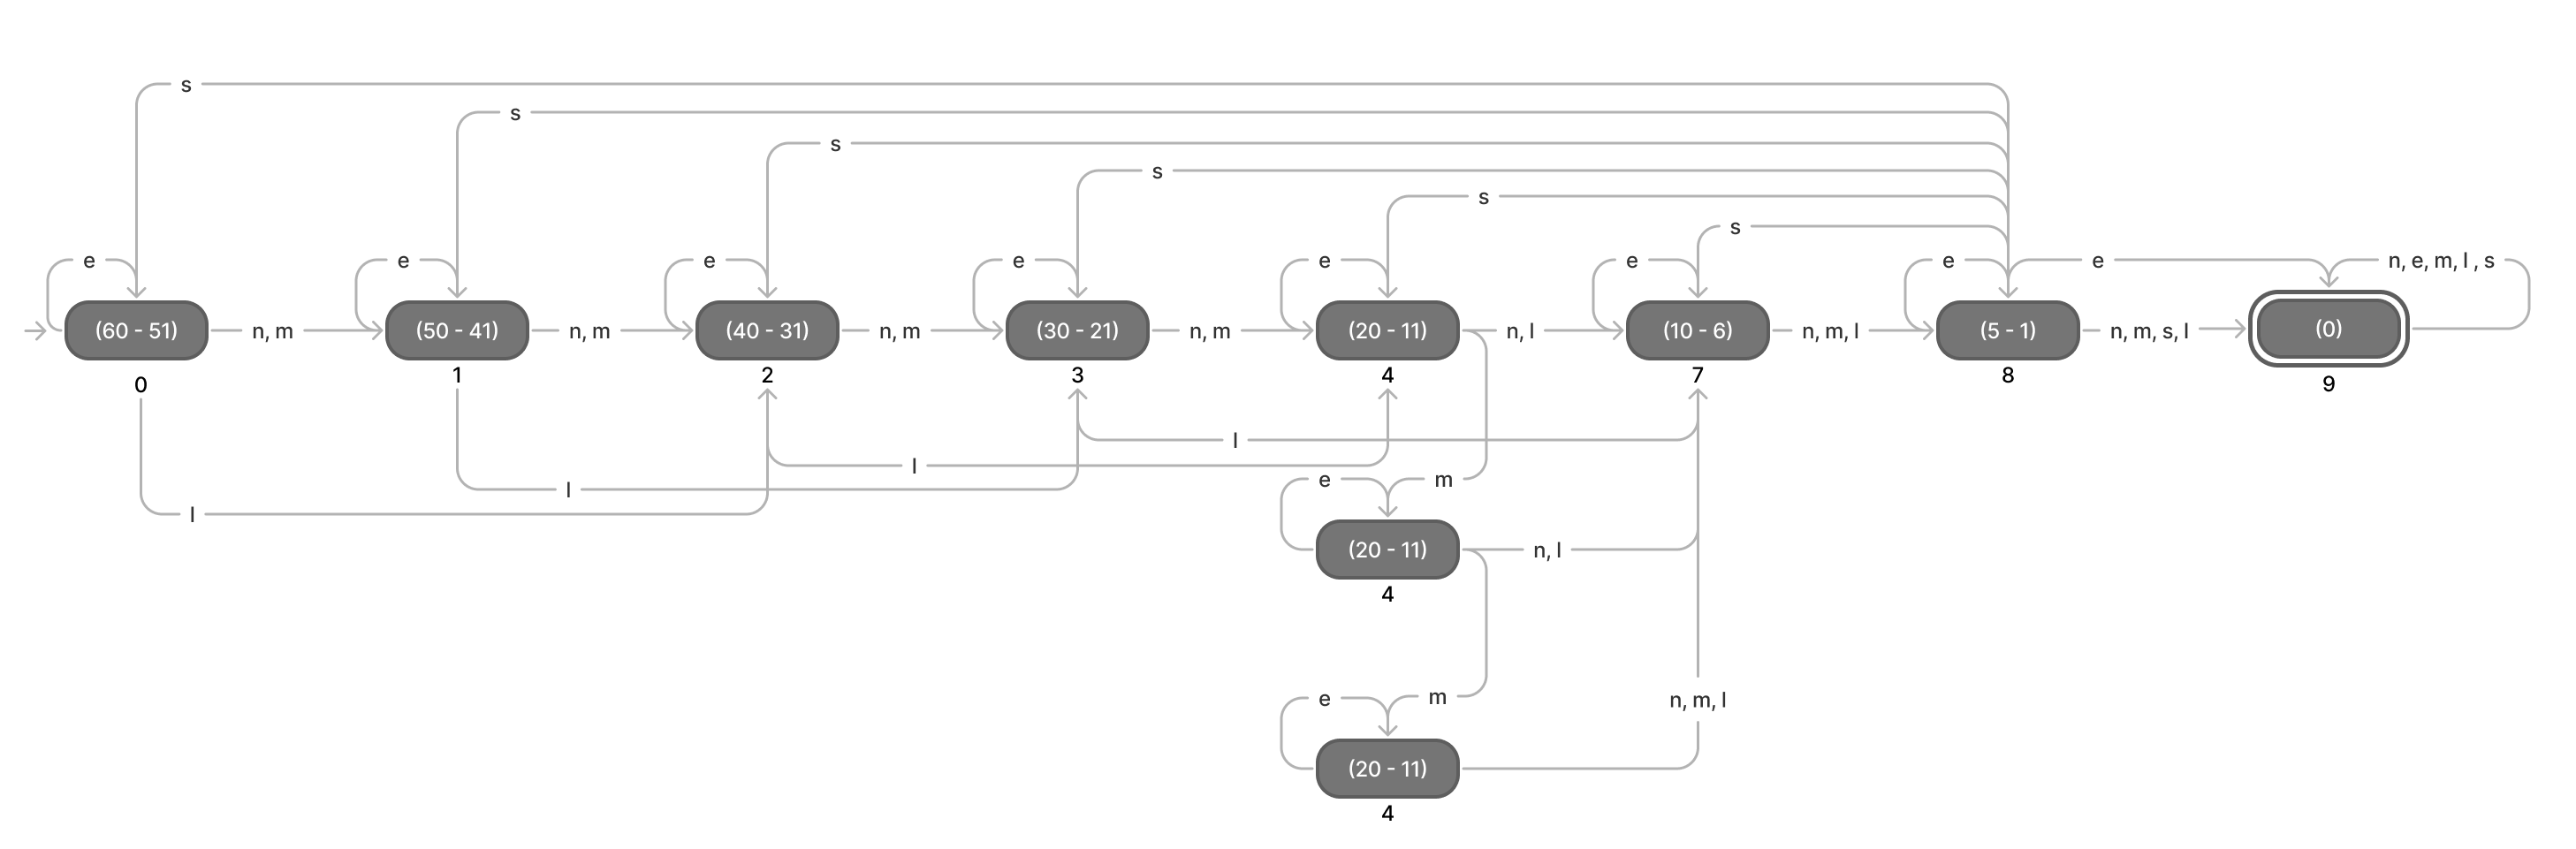 s
s
s
s
s
s
e
e
e
e
e
e
e
e
n, e, m, l , s
(60 - 51)
n, m
(50 - 41)
n, m
(40 - 31)
n, m
(30 - 21)
n, m
(20 - 11)
n, l
(10 - 6)
n, m, l
(5 - 1)
n, m, s, l
(0)
0
1
2
3
4
7
8
9
l
l
l
l
e
m
(20 - 11)
n, l
4
e
m
n, m, l
(20 - 11)
4